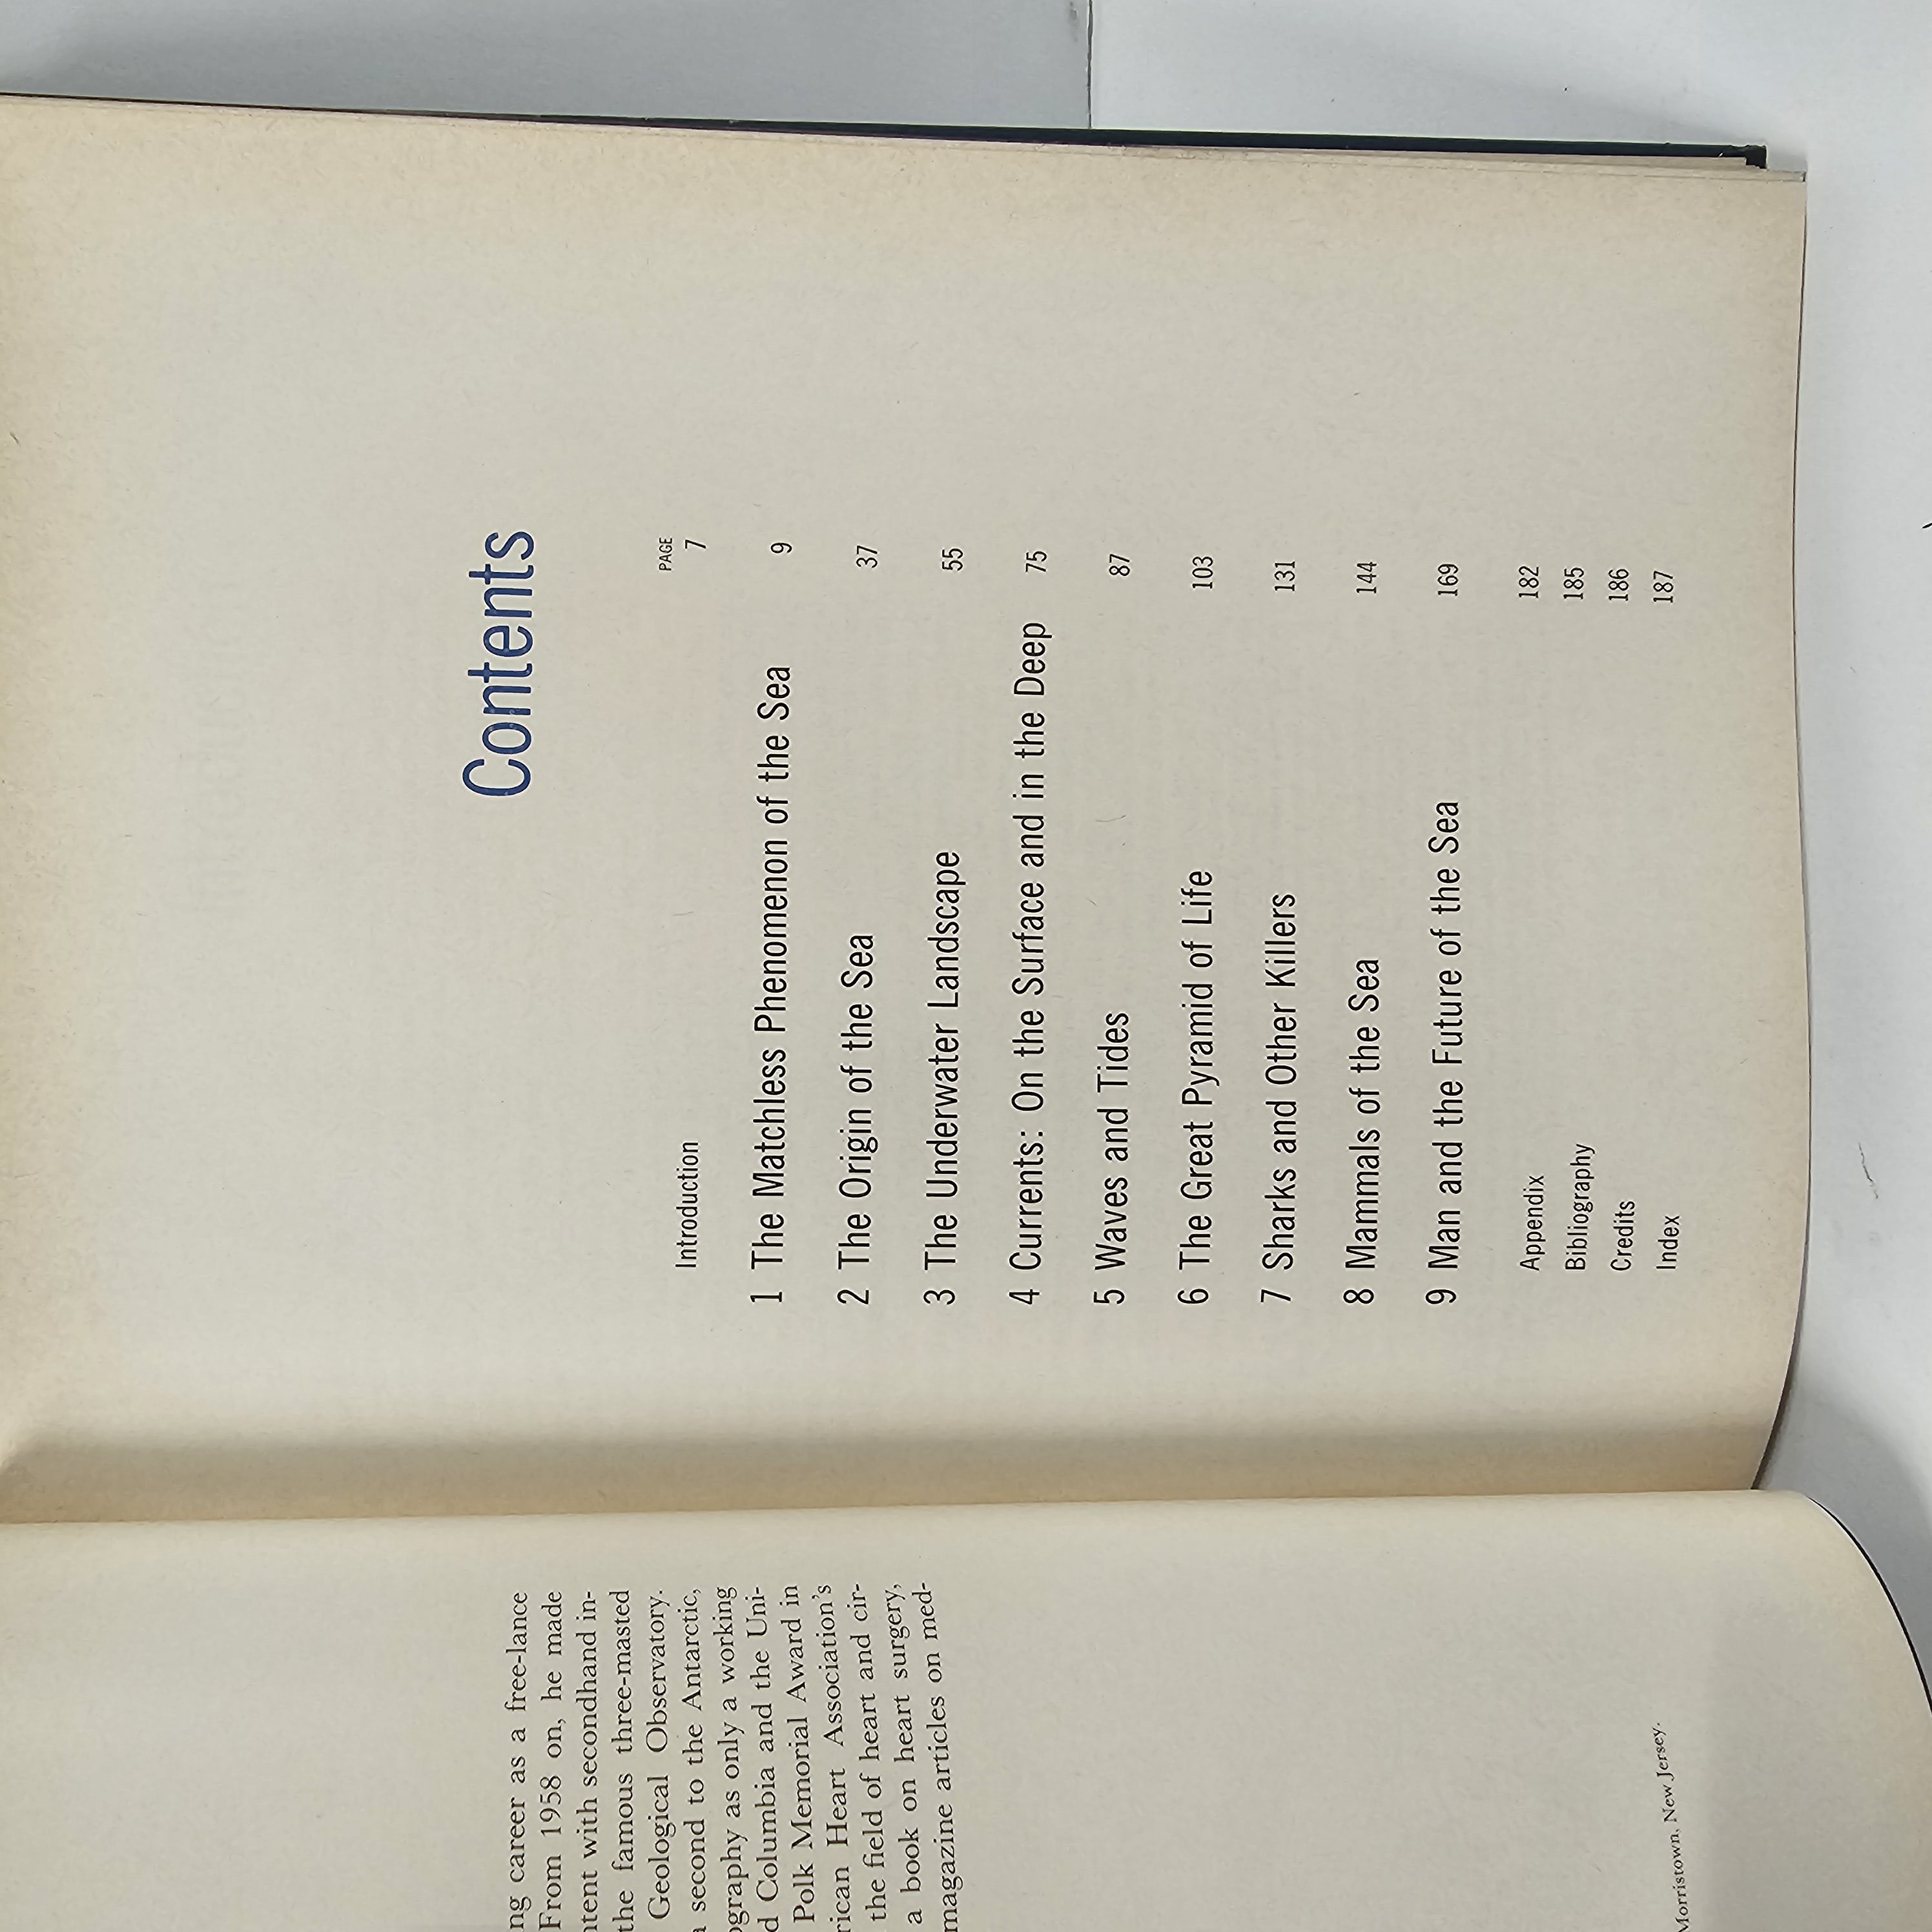 ng career as a free-lance
From 1958 on, he made
ntent with secondhand in-
the famous three-masted
Geological Observatory.
a second to the Antarctic,
ography as only a working
d Columbia and the Uni-
Polk Memorial Award in
rican Heart Association's
the field of heart and cir-
a book on heart surgery,
magazine articles on med-
Morristown, New Jersey.
Contents
PAGE
Introduction 7
1 The Matchless Phenomenon of the Sea 9
2 The Origin of the Sea 37
3 The Underwater Landscape 55
4 Currents: On the Surface and in the Deep 75
5 Waves and Tides 87
6 The Great Pyramid of Life 103
7 Sharks and Other Killers 131
8 Mammals of the Sea 144
9 Man and the Future of the Sea 169
Appendix 182
Bibliography 185
Credits 186
Index 187